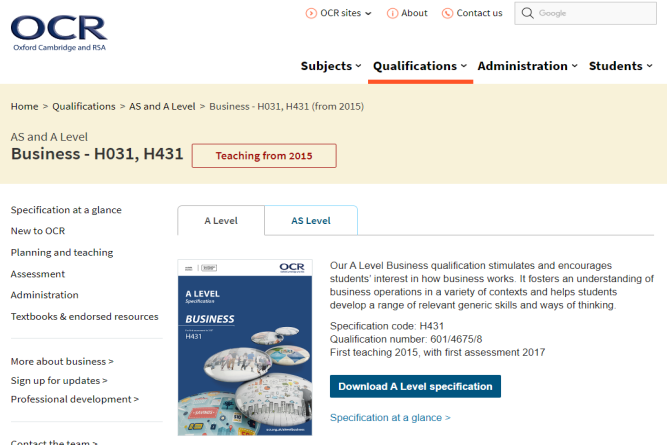 OCR
Oxford Cambridge and RSA
OCR sites
About
Contact us
Google
Subjects
Qualifications
Administration
Students
Home > Qualifications > AS and A Level > Business - H031, H431 (from 2015)
AS and A Level
Business - H031, H431
Teaching from 2015
Specification at a glance
New to OCR
Planning and teaching
Assessment
Administration
Textbooks & endorsed resources
More about business >
Sign up for updates >
Professional development >
Contact the team >
A Level
AS Level
OCR
A LEVEL
Specification
BUSINESS
H431
Our A Level Business qualification stimulates and encourages
students' interest in how business works. It fosters an understanding of
business operations in a variety of contexts and helps students
develop a range of relevant generic skills and ways of thinking.
Specification code: H431
Qualification number: 601/4675/8
First teaching 2015, with first assessment 2017
Download A Level specification
Specification at a glance >